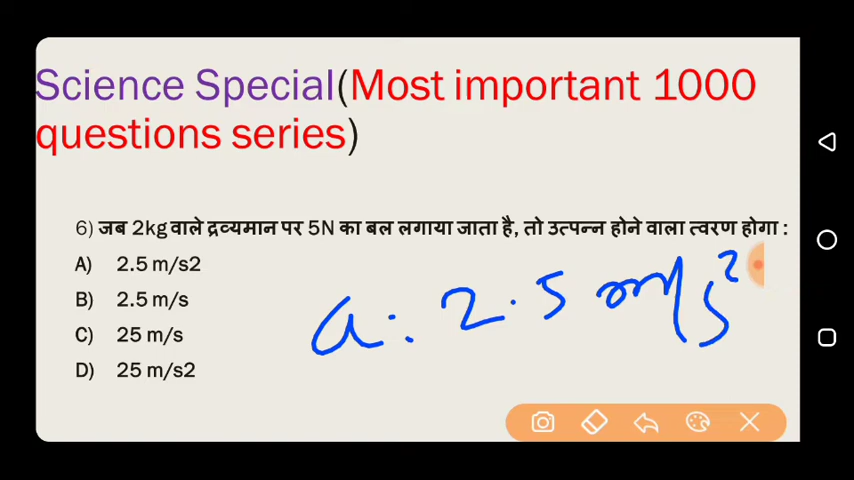 Science Special(Most important 1000
questions series)
6) जब 2kg वाले द्रव्यमान पर 5N का बल लगाया जाता है, तो उत्पन्न होने वाला त्वरण होगा :
A) 2.5 m/s2
B) 2.5 m/s
C) 25 m/s
D) 25 m/s2
a: 2.5 m/s²